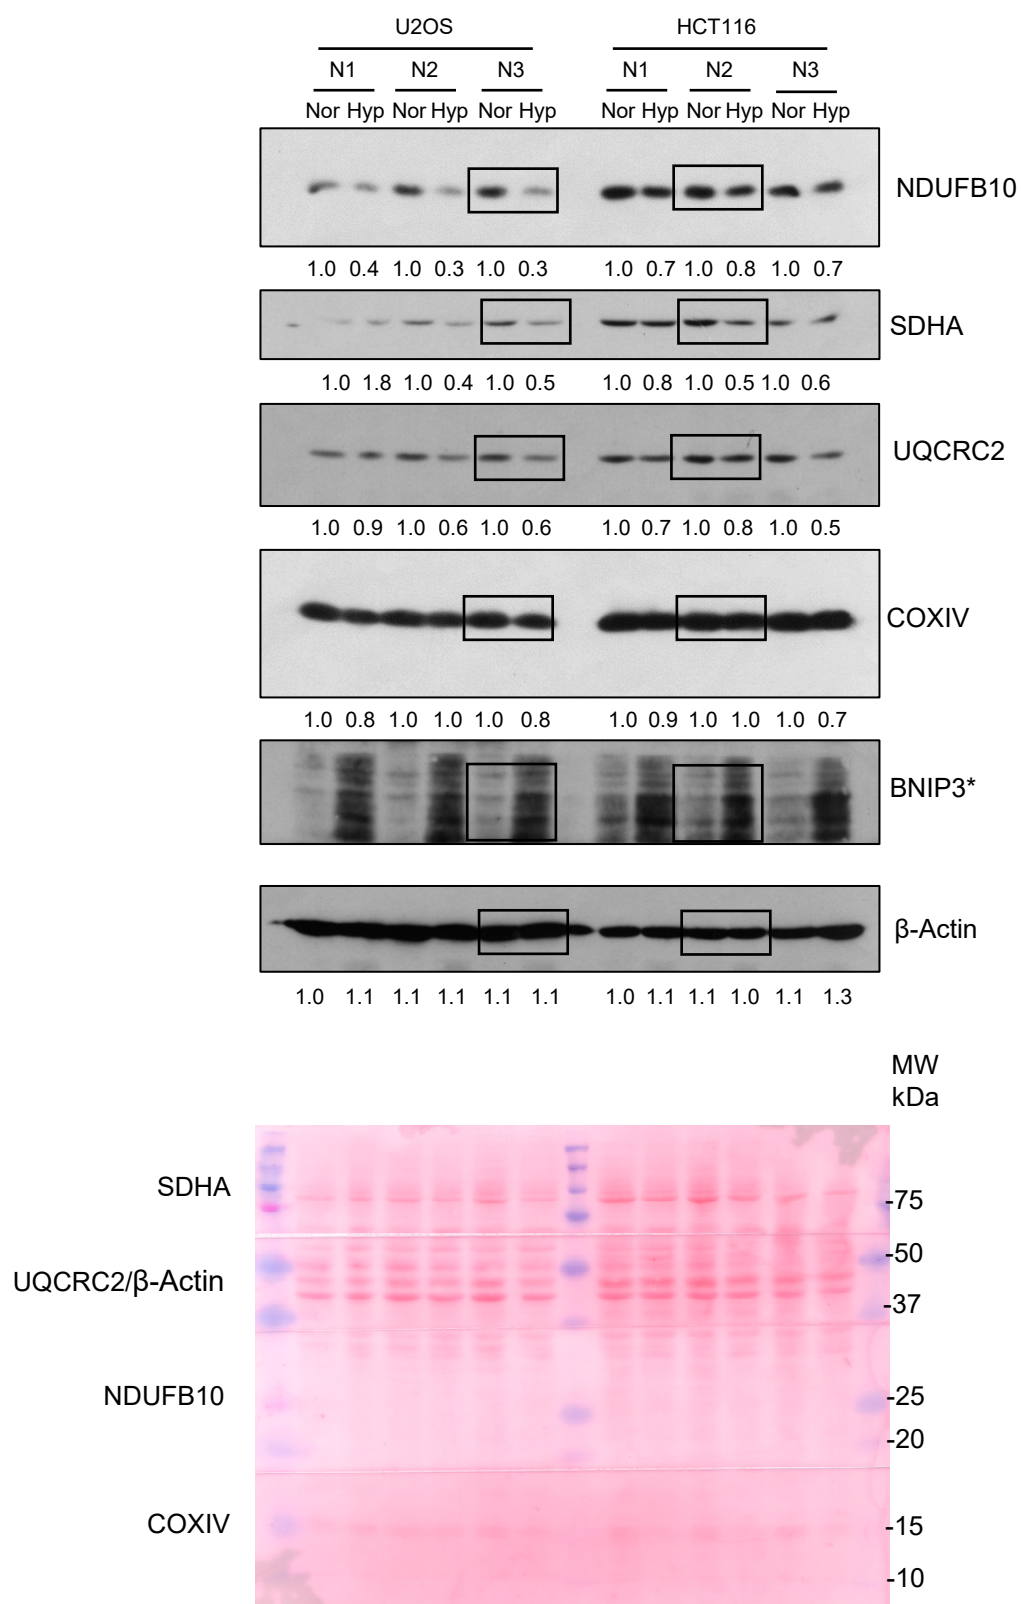 U2OS HCT116
N1 N2 N3 N1 N2 N3
Nor Hyp Nor Hyp Nor Hyp Nor Hyp Nor Hyp Nor Hyp
NDUFB10
1.0 0.4 1.0 0.3 1.0 0.3 1.0 0.7 1.0 0.8 1.0 0.7
SDHA
1.0 1.8 1.0 0.4 1.0 0.5 1.0 0.8 1.0 0.5 1.0 0.6
UQCRC2
1.0 0.9 1.0 0.6 1.0 0.6 1.0 0.7 1.0 0.8 1.0 0.5
COXIV
1.0 0.8 1.0 1.0 1.0 0.8 1.0 0.9 1.0 1.0 1.0 0.7
BNIP3*
β-Actin
1.0 1.1 1.1 1.1 1.1 1.1 1.0 1.1 1.1 1.0 1.1 1.3
MW
kDa
SDHA
-75
-50
UQCRC2/β-Actin
-37
NDUFB10
-25
-20
COXIV
-15
-10